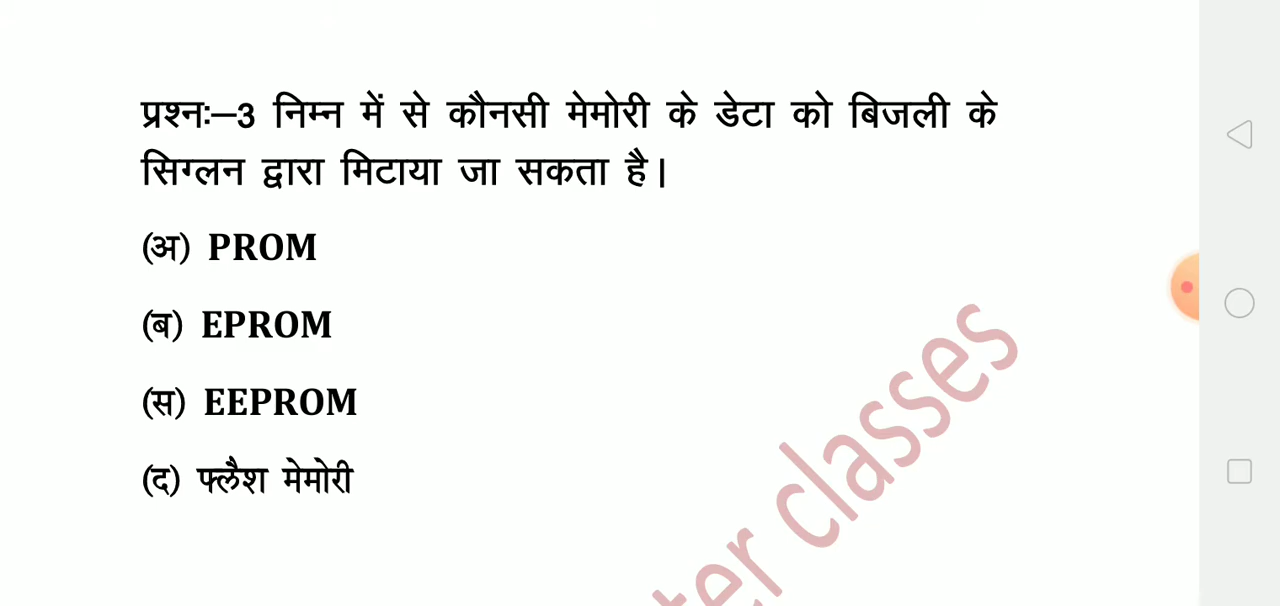 प्रश्नः–3 निम्न में से कौनसी मेमोरी के डेटा को बिजली के
सिग्लन द्वारा मिटाया जा सकता है।
(अ) PROM
(ब) EPROM
(स) EEPROM
(द) फ्लैश मेमोरी
ter classes